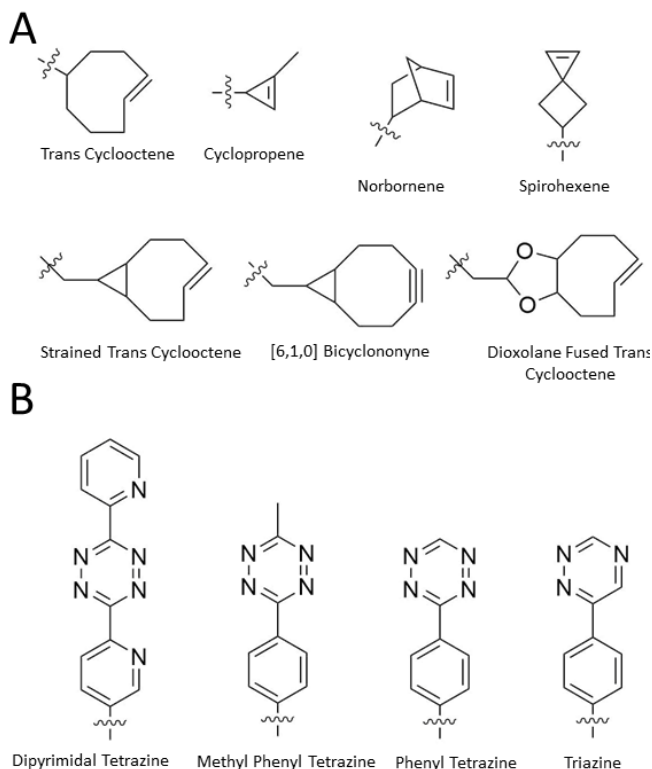 A
Trans Cyclooctene
Cyclopropene
Norbornene
Spirohexene
O
O
Strained Trans Cyclooctene
[6,1,0] Bicyclononyne
Dioxolane Fused Trans
Cyclooctene
B
N
N N
N N
N
N N
N N
N N
N N
N N
N
Dipyrimidal Tetrazine
Methyl Phenyl Tetrazine
Phenyl Tetrazine
Triazine